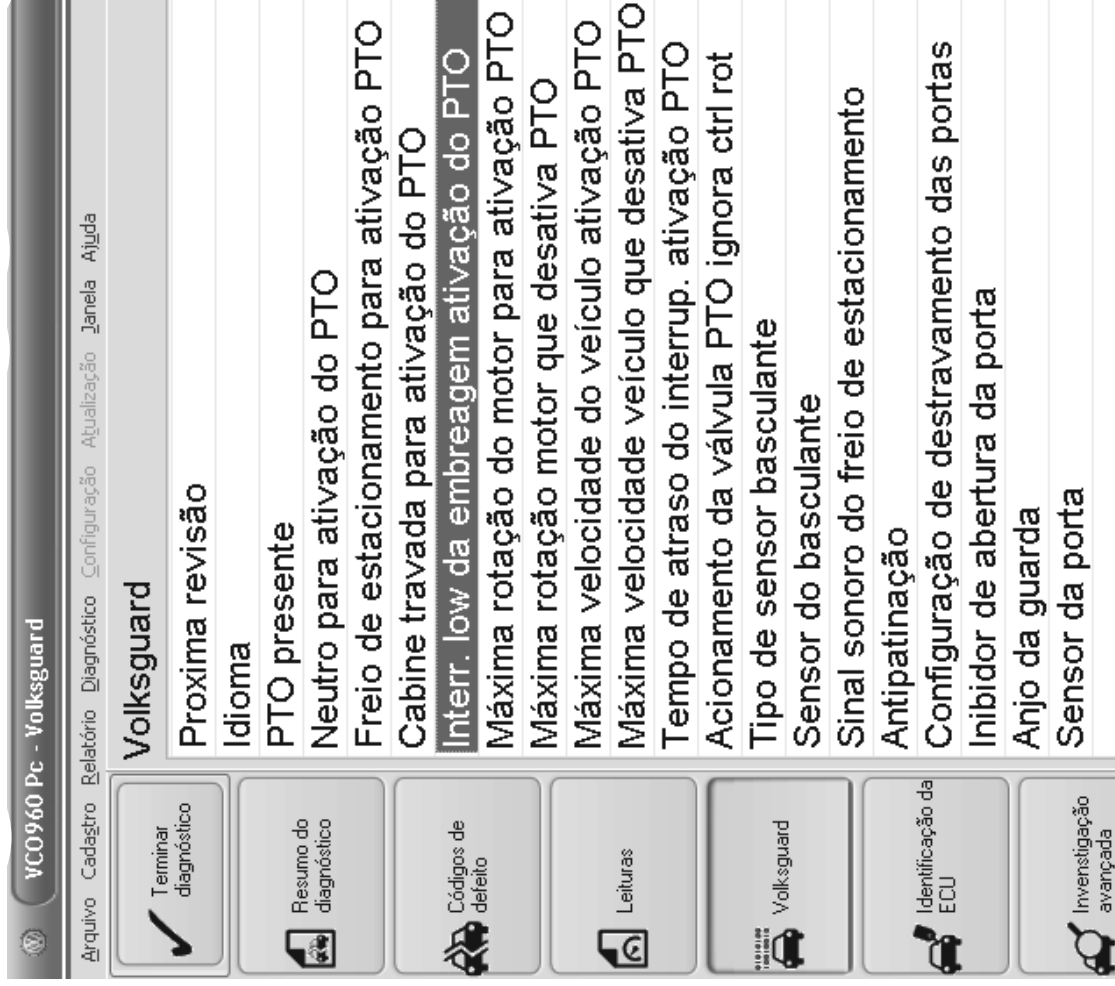 VCO960 Pc - Volksguard
Arquivo Cadastro Relatório Diagnóstico Configuração Atualização Janela Ajuda
Terminar
diagnóstico
Resumo do
diagnóstico
Códigos de
defeito
Leituras
Volksguard
Identificação da
ECU
Invenstigação
avançada
Volksguard
Proxima revisão
Idioma
PTO presente
Neutro para ativação do PTO
Freio de estacionamento para ativação PTO
Cabine travada para ativação do PTO
Interr. low da embreagem ativação do PTO
Máxima rotação do motor para ativação PTO
Máxima rotação motor que desativa PTO
Máxima velocidade do veículo ativação PTO
Máxima velocidade veículo que desativa PTO
Tempo de atraso do interrup. ativação PTO
Acionamento da válvula PTO ignora ctrl rot
Tipo de sensor basculante
Sensor do basculante
Sinal sonoro do freio de estacionamento
Antipatinação
Configuração de destravamento das portas
Inibidor de abertura da porta
Anjo da guarda
Sensor da porta